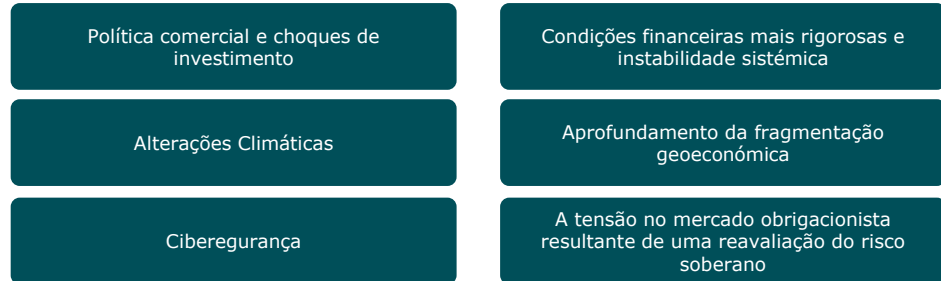 Política comercial e choques de
investimento
Condições financeiras mais rigorosas e
instabilidade sistémica
Alterações Climáticas
Aprofundamento da fragmentação
geoeconómica
Ciberegurança
A tensão no mercado obrigacionista
resultante de uma reavaliação do risco
soberano